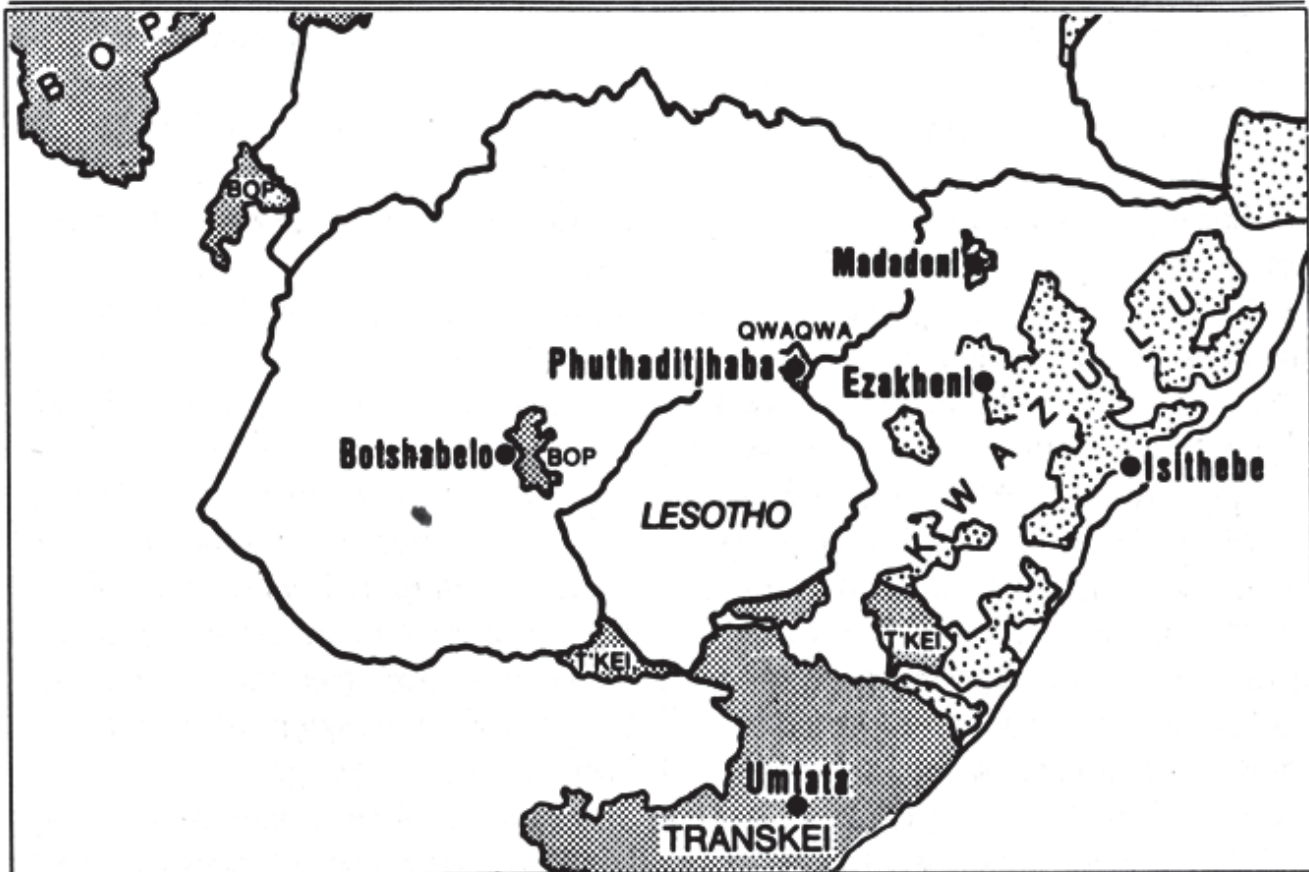 BOP
BOP
Madadeni
QWAQWA
Phuthaditjhaba
Ezakheni
KWAZULU
Botshabelo
BOP
Isithebe
LESOTHO
T'KEI
T'KEI
Umtata
TRANSKEI